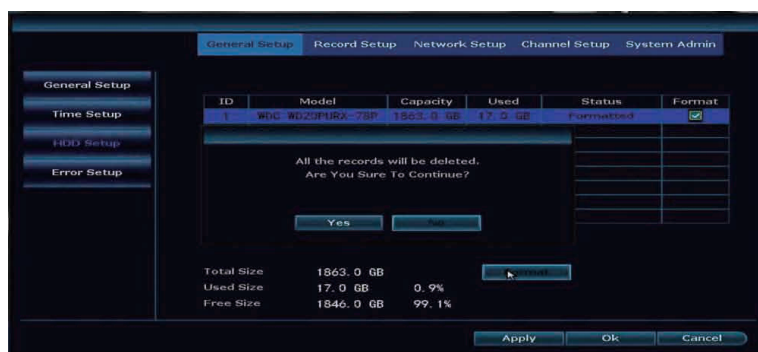 General Setup Record Setup Network Setup Channel Setup System Admin
General Setup
Time Setup
HDD Setup
Error Setup
ID Model Capacity Used Status Format
1 WDC WD20PURX-78P 1863.0 GB 17.0 GB Formatted
All the records will be deleted.
Are You Sure To Continue?
Yes No
Total Size 1863.0 GB Format
Used Size 17.0 GB 0.9%
Free Size 1846.0 GB 99.1%
Apply Ok Cancel